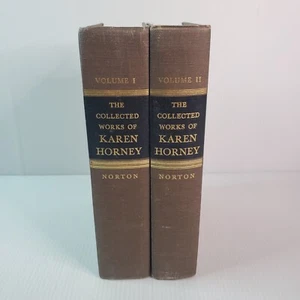 VOLUME I
THE
COLLECTED
WORKS OF
KAREN
HORNEY
NORTON
VOLUME II
THE
COLLECTED
WORKS OF
KAREN
HORNEY
NORTON